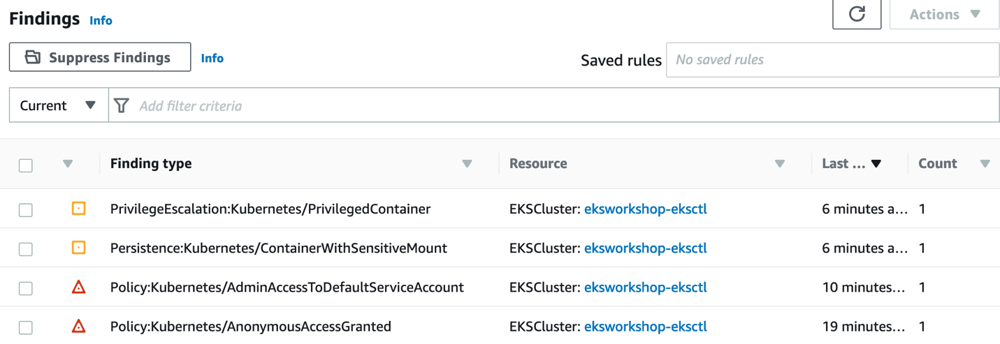 Findings Info
Actions
Suppress Findings Info
Saved rules No saved rules
Current Add filter criteria
Finding type Resource Last ... Count
PrivilegeEscalation:Kubernetes/PrivilegedContainer EKSCluster: eksworkshop-eksctl 6 minutes a... 1
Persistence:Kubernetes/ContainerWithSensitiveMount EKSCluster: eksworkshop-eksctl 6 minutes a... 1
Policy:Kubernetes/AdminAccessToDefaultServiceAccount EKSCluster: eksworkshop-eksctl 10 minutes... 1
Policy:Kubernetes/AnonymousAccessGranted EKSCluster: eksworkshop-eksctl 19 minutes... 1